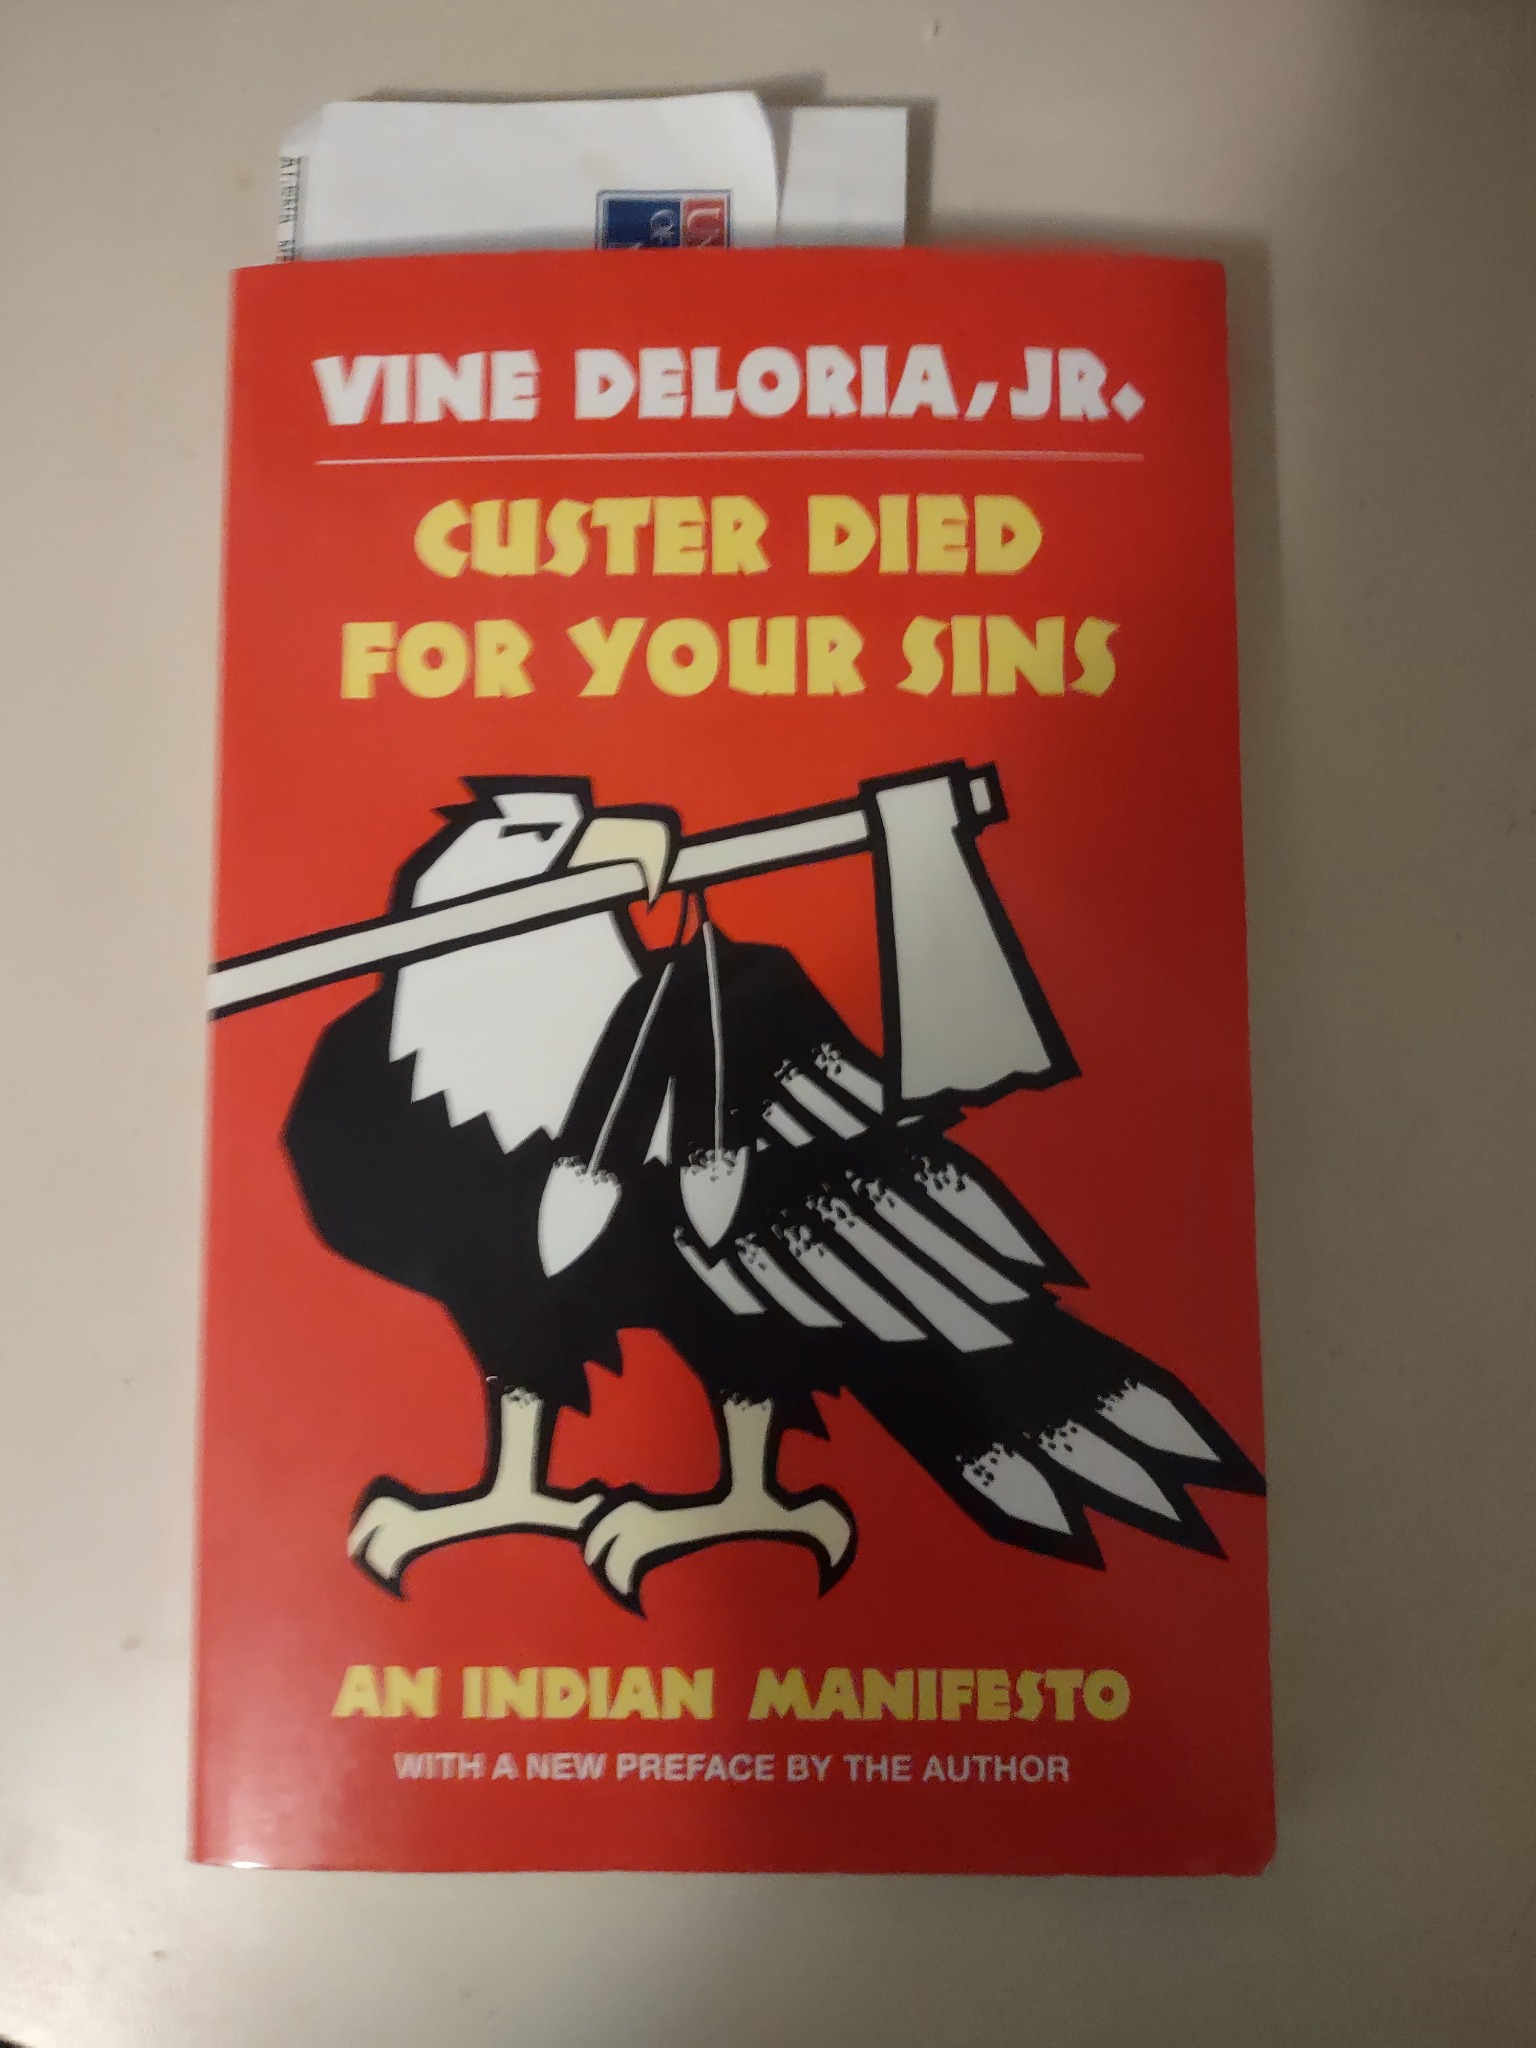 VINE DELORIA, JR.
CUSTER DIED
FOR YOUR SINS
AN INDIAN MANIFESTO
WITH A NEW PREFACE BY THE AUTHOR